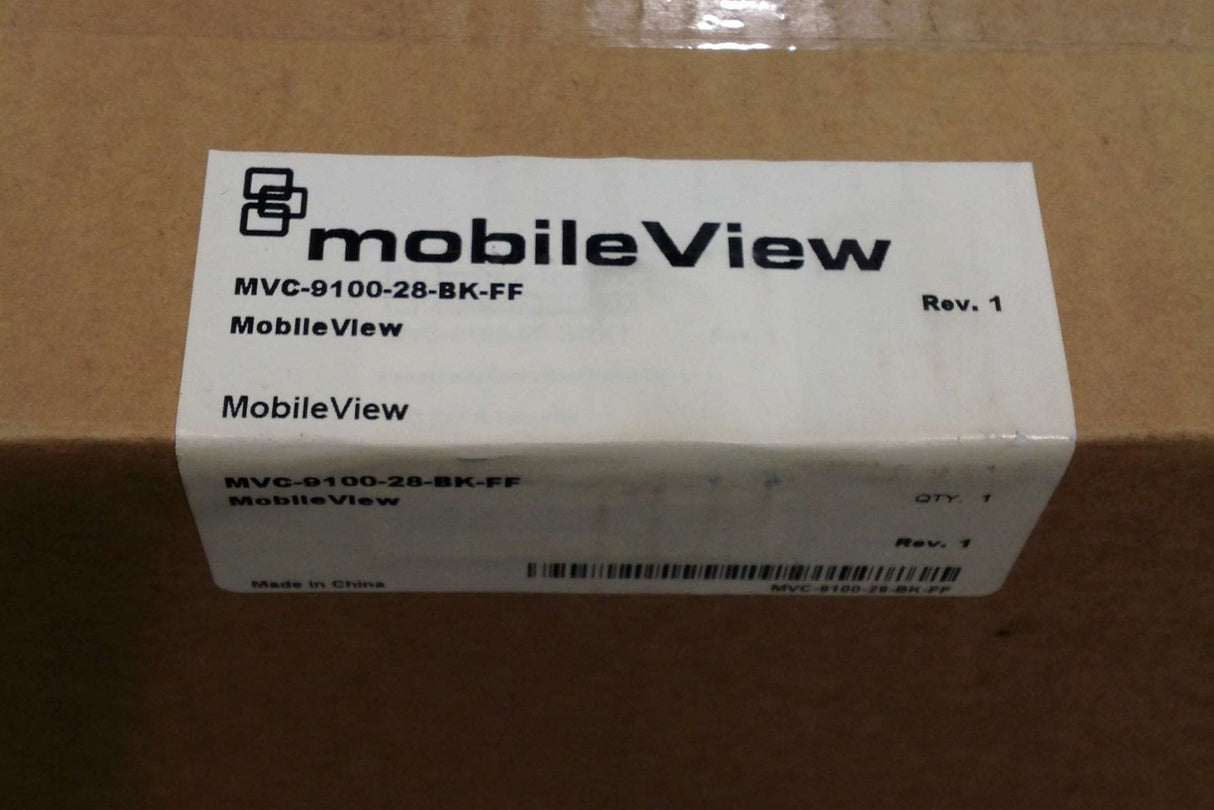 mobileView
MVC-9100-28-BK-FF
Rev. 1
MobileView
MobileView
MVC-9100-28-BK-FF
MobileView
QTY. 1
Rev. 1
Made in China
MVC-9100-28-BK-FF